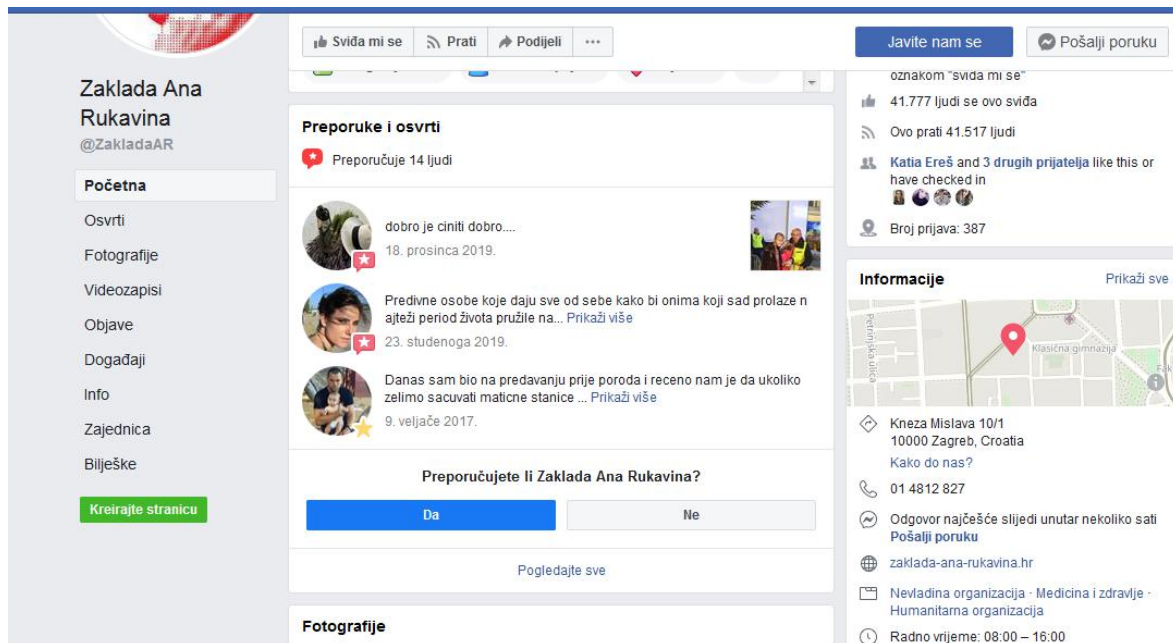 Zaklada Ana
Rukavina
@ZakladaAR
Početna
Osvrti
Fotografije
Videozapisi
Objave
Događaji
Info
Zajednica
Bilješke
Kreirajte stranicu
Sviđa mi se
Prati
Podijeli
...
Javite nam se
Pošalji poruku
Preporuke i osvrti
Preporučuje 14 ljudi
dobro je ciniti dobro....
18. prosinca 2019.
Predivne osobe koje daju sve od sebe kako bi onima koji sad prolaze n
ajteži period života pružile na... Prikaži više
23. studenoga 2019.
Danas sam bio na predavanju prije poroda i receno nam je da ukoliko
zelimo sacuvati maticne stanice ... Prikaži više
9. veljače 2017.
Preporučujete li Zaklada Ana Rukavina?
Da
Ne
Pogledajte sve
Fotografije
oznakom "sviđa mi se"
41.777 ljudi se ovo sviđa
Ovo prati 41.517 ljudi
Katia Ereš and 3 drugih prijatelja like this or
have checked in
Broj prijava: 387
Informacije
Prikaži sve
Petrinjska ulica
Klasična gimnazija
Kneza Mislava 10/1
10000 Zagreb, Croatia
Kako do nas?
01 4812 827
Odgovor najčešće slijedi unutar nekoliko sati
Pošalji poruku
zaklada-ana-rukavina.hr
Nevladina organizacija · Medicina i zdravlje ·
Humanitarna organizacija
Radno vrijeme: 08:00 – 16:00